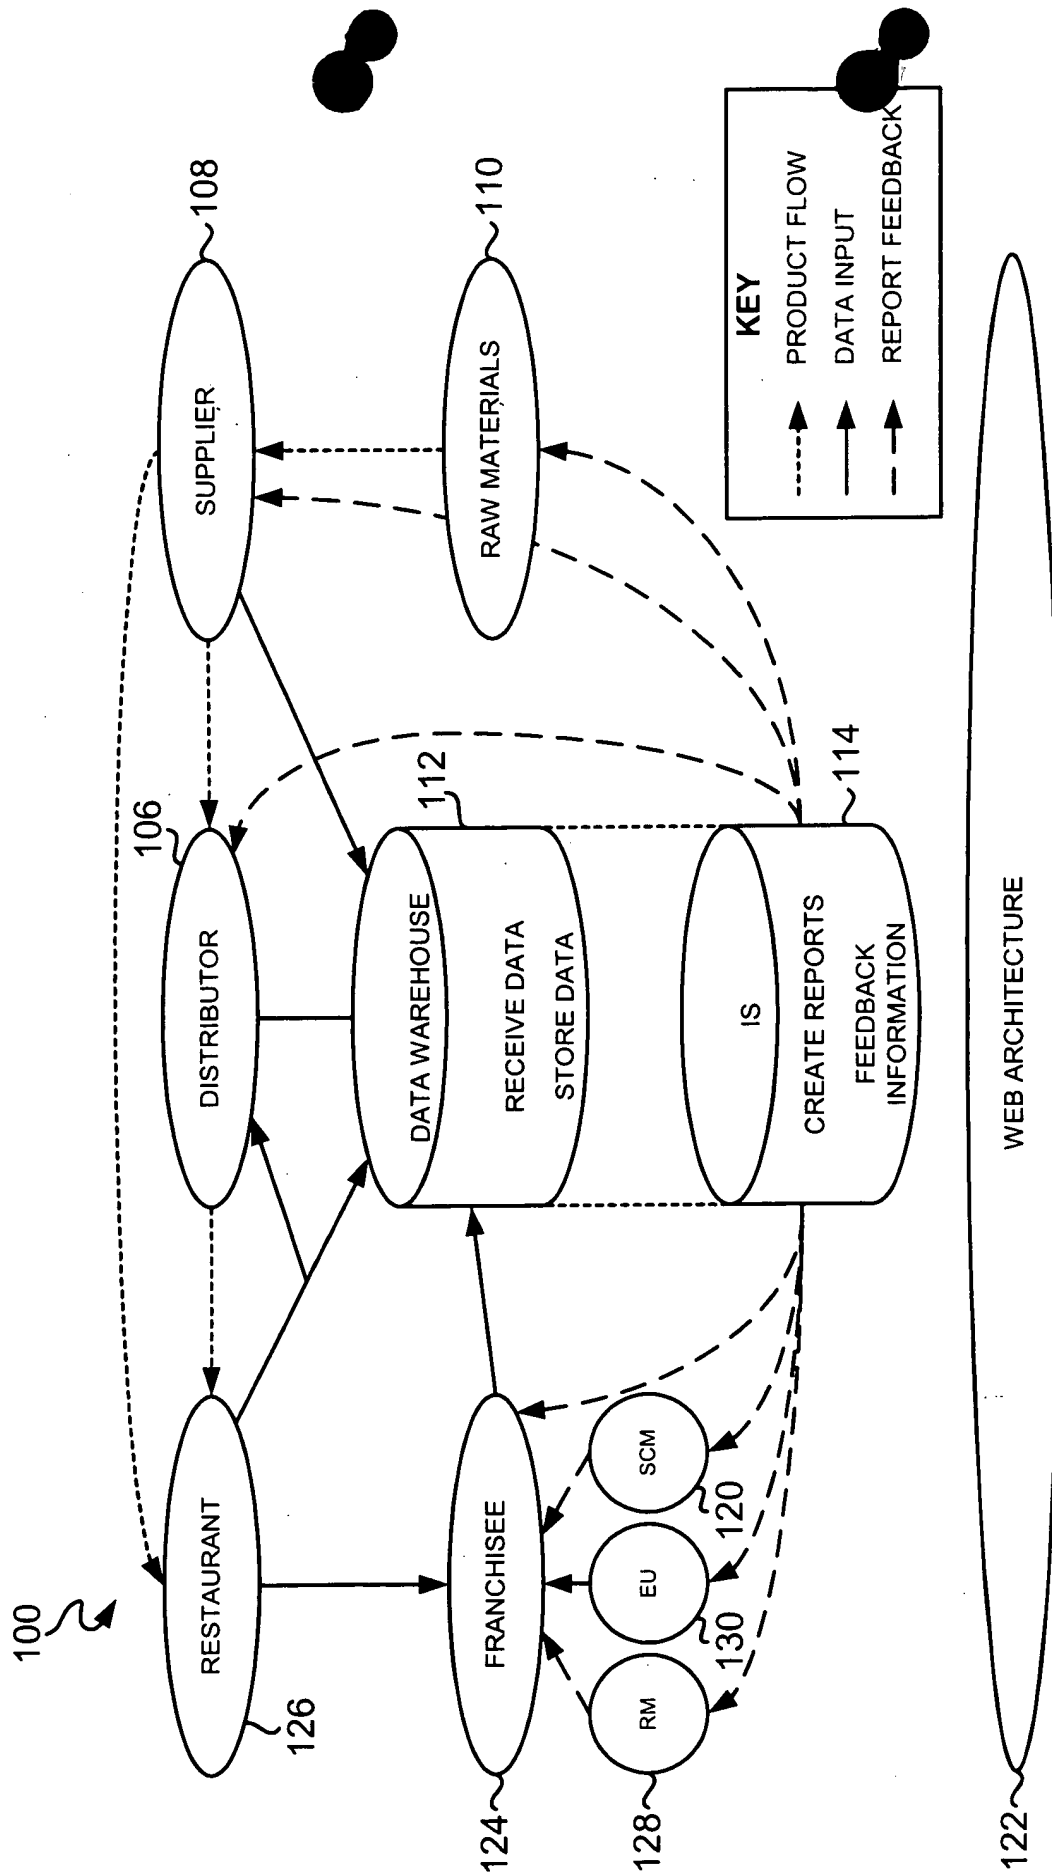 100
126
RESTAURANT
106
DISTRIBUTOR
108
SUPPLIER
124
FRANCHISEE
112
DATA WAREHOUSE
RECEIVE DATA
STORE DATA
110
RAW MATERIALS
128
RM
130
EU
120
SCM
114
IS
CREATE REPORTS
FEEDBACK
INFORMATION
KEY
PRODUCT FLOW
DATA INPUT
REPORT FEEDBACK
122
WEB ARCHITECTURE